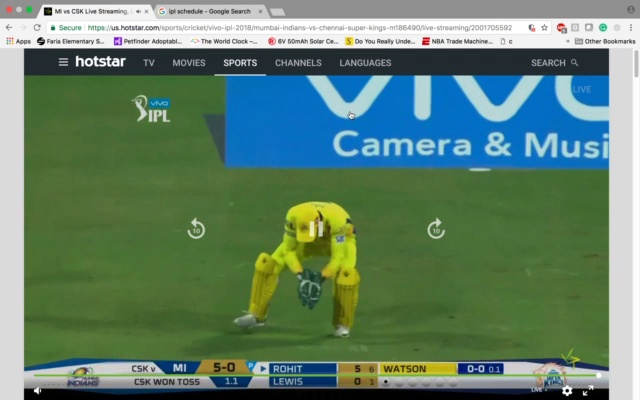 MI vs CSK Live Streaming,
ipl schedule - Google Search
Secure
https://us.hotstar.com/sports/cricket/vivo-ipl-2018/mumbai-indians-vs-chennai-super-kings-m186490/live-streaming/2001705592
Apps
Faria Elementary S...
Petfinder Adoptabl...
The World Clock –...
6V 50mAh Solar Ce...
Do You Really Unde...
NBA Trade Machine...
c
Other Bookmarks
hotstar
TV
MOVIES
SPORTS
CHANNELS
LANGUAGES
SEARCH
vivo
IPL
VIVO
LIVE
Camera & Musi
10
10
CSK v MI 5-0 P ROHIT 5 6 WATSON 0-0 0.1
CSK WON TOSS 1.1 LEWIS 0 1
INDIANS
LIVE